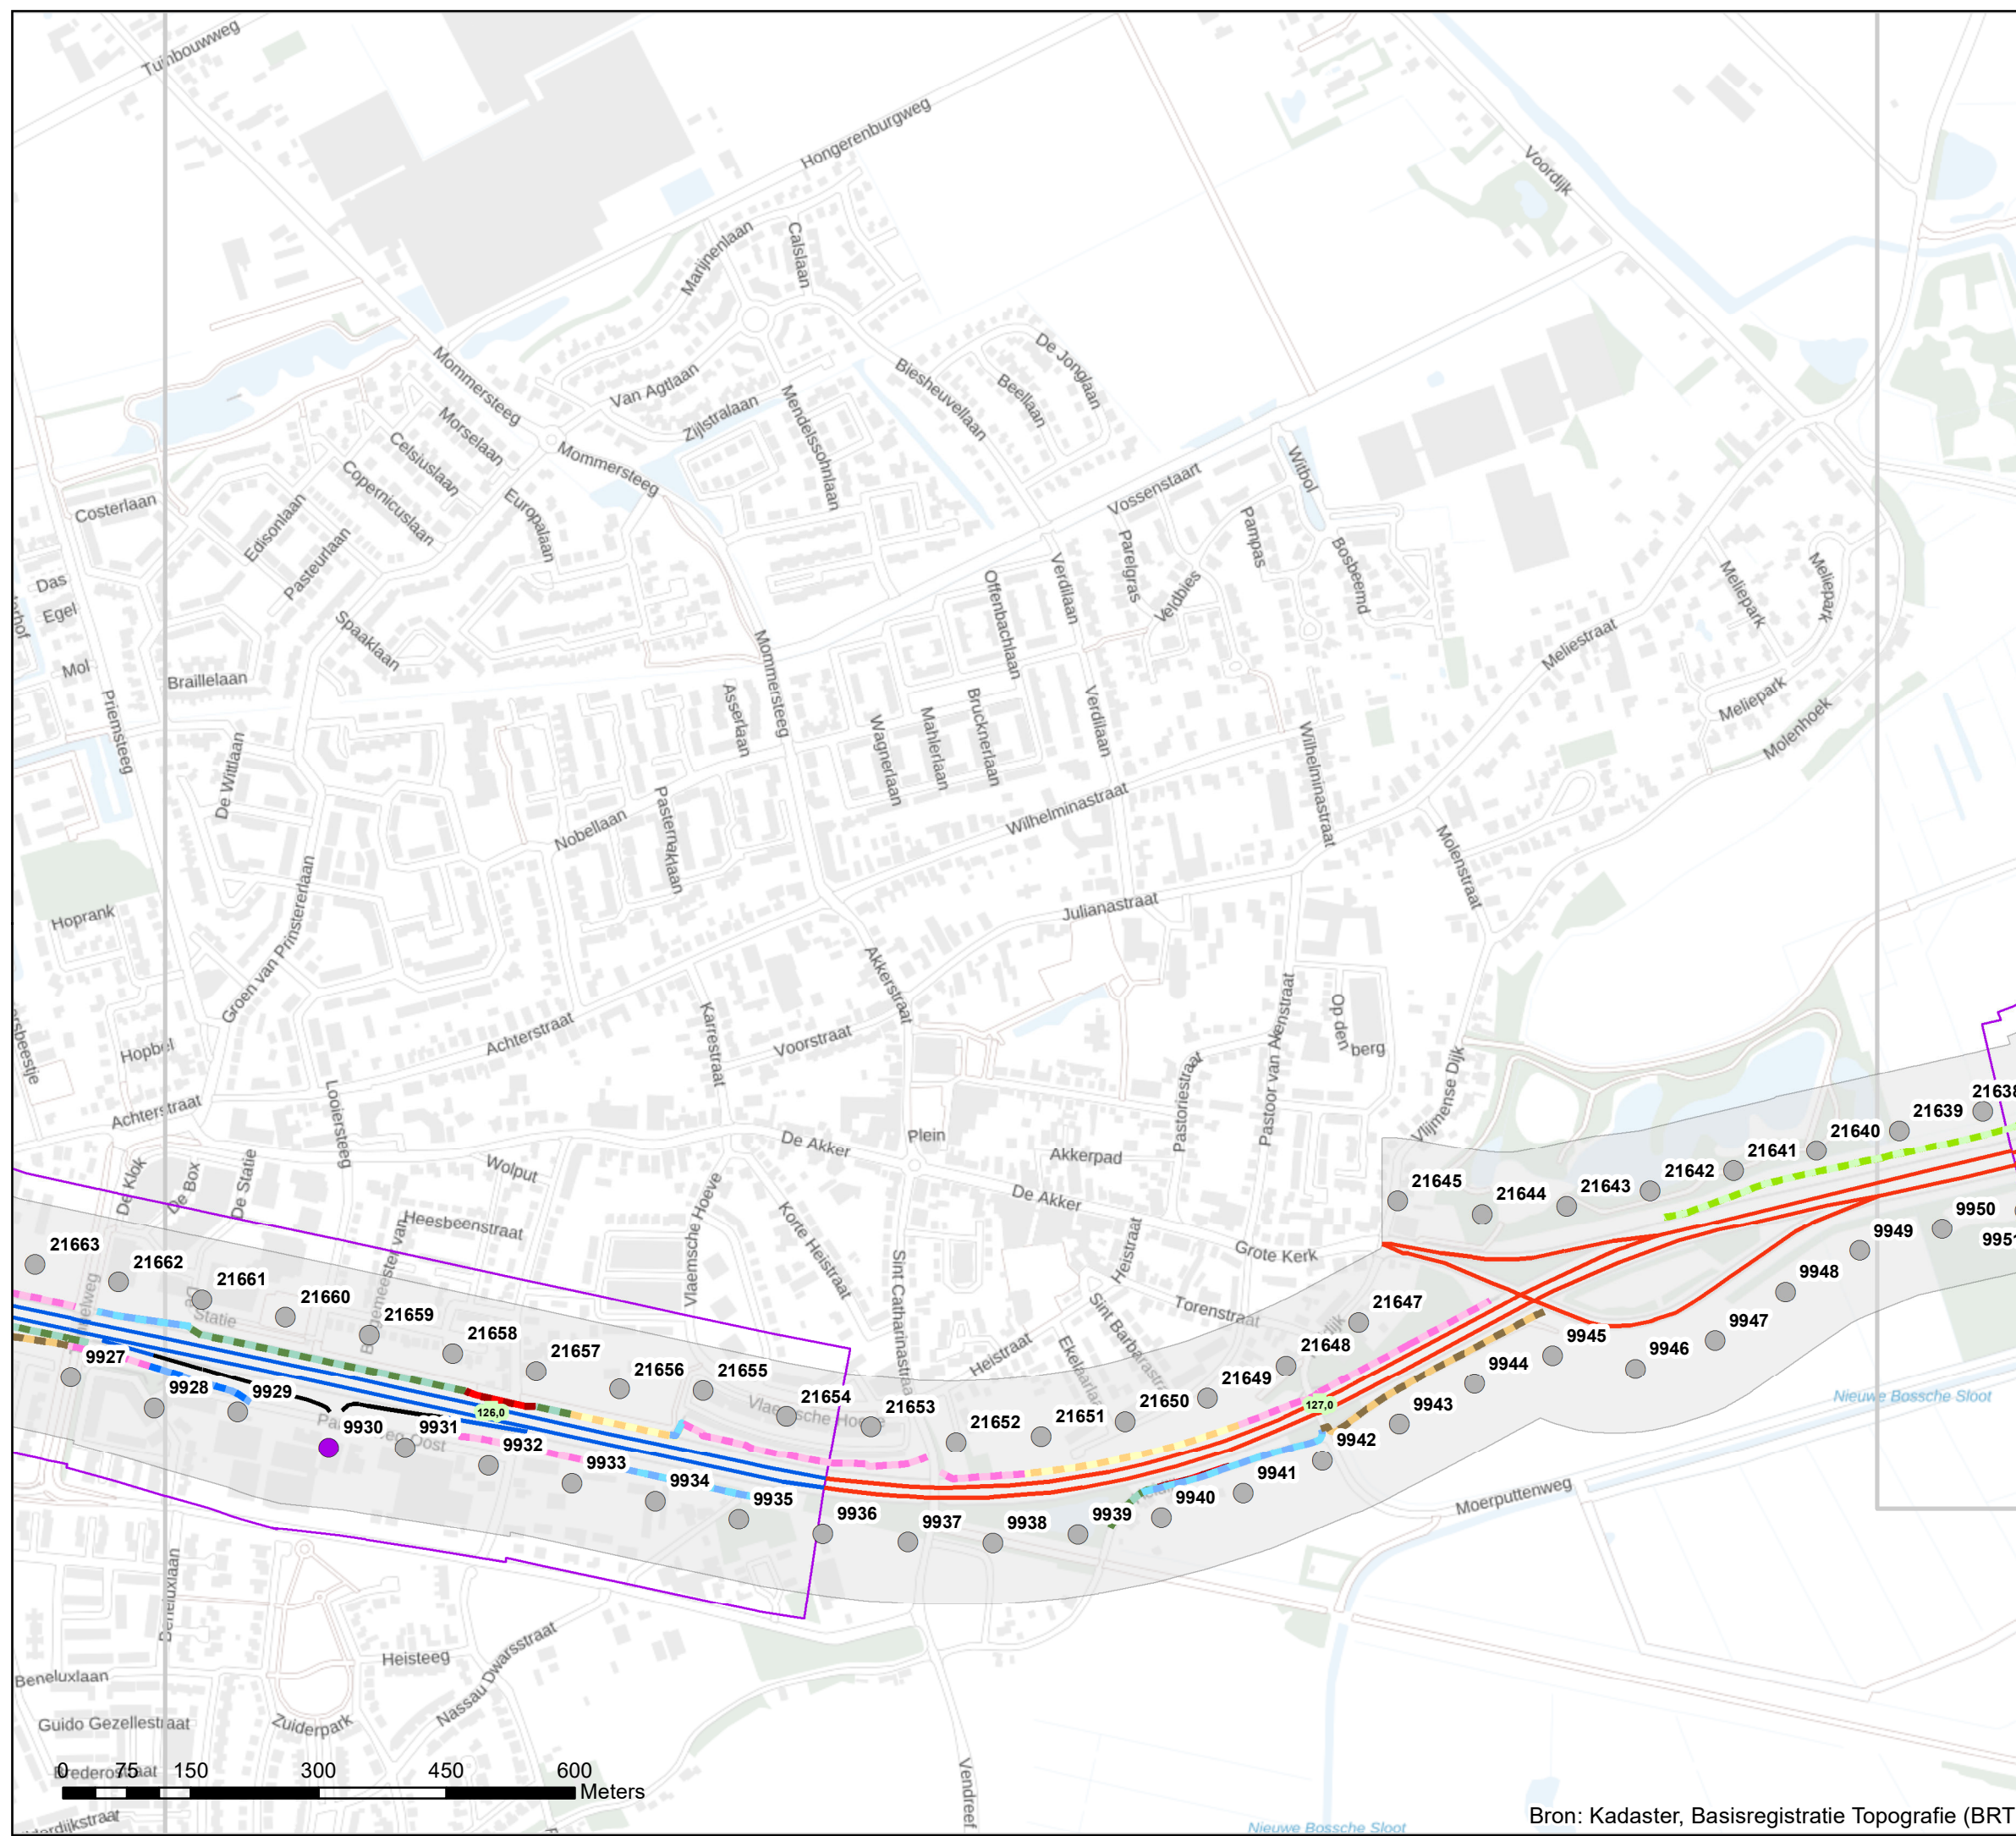 Tuinbouwweg
Hongerenburgweg
Voordijk
Marijnenlaan
Calslaan
Mommersteeg
Van Agtlaan
Zijlstralaan
Mendelssohnlaan
Biesheuvellaan
Beellaan
De Jonglaan
Morselaan
Celsiuslaan
Copernicuslaan
Mommersteeg
Europalaan
Costerlaan
Edisonlaan
Pasteurlaan
Vossenstaart
Witbol
Parelgras
Pampas
Veldbies
Bosbeemd
Verdilaan
Offenbachlaan
Das
Egel
Mol
Spaaklaan
Braillelaan
Priemsteeg
Meliepark
Meliepark
Meliestraat
Meliepark
Molenhoek
De Wittlaan
Asserlaan
Mommersteeg
Wagnerlaan
Mahlerlaan
Brucknerlaan
Verdilaan
Wilhelminastraat
Wilhelminastraat
Nobellaan
Pasternaklaan
Molenstraat
Hoprank
Groen van Prinstererlaan
Julianastraat
Akkerstraat
Hopbel
Achterstraat
Karrestraat
Voorstraat
Pastoor van Akenstraat
Op den
berg
Achterstraat
Looiersteeg
Pastoriestraat
Vlijmense Dijk
De Akker
Plein
Akkerpad
De Klok
De Box
De Statie
Wolput
Heesbeenstraat
Vlaemsche Hoeve
Korte Heistraat
Sint Catharinastraat
De Akker
Heistraat
Grote Kerk
Torenstraat
Sint Barbarastraat
Heistraat
21638
21639
21640
21641
21642
21643
21644
21645
21647
21648
21649
21650
21651
21652
21653
21654
21655
21656
21657
21658
21659
21660
21661
21662
21663
Statie
126,0
127,0
9927
9928
9929
9930
9931
9932
9933
9934
9935
9936
9937
9938
9939
9940
9941
9942
9943
9944
9945
9946
9947
9948
9949
9950
Nieuwe Bossche Sloot
Moerputtenweg
Beneluxlaan
Beneluxlaan
Heisteeg
Nassau Dwarsstraat
Guido Gezellestraat
Zuiderpark
Brederostraat
Vendreef
Nieuwe Bossche Sloot
0 75 150 300 450 600
Meters
Bron: Kadaster, Basisregistratie Topografie (BRT